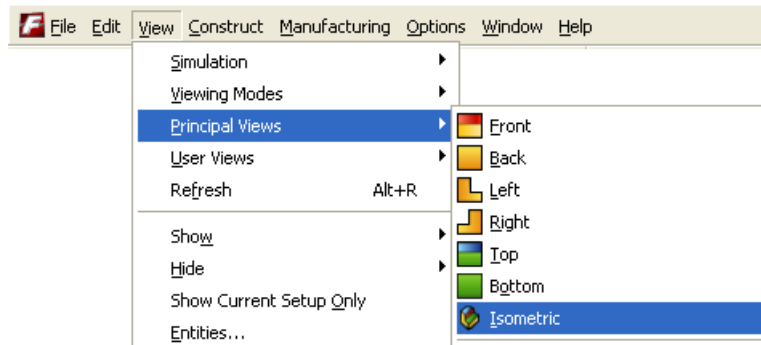 File Edit View Construct Manufacturing Options Window Help
Simulation
Viewing Modes
Principal Views
User Views
Refresh Alt+R
Show
Hide
Show Current Setup Only
Entities...
Front
Back
Left
Right
Top
Bottom
Isometric